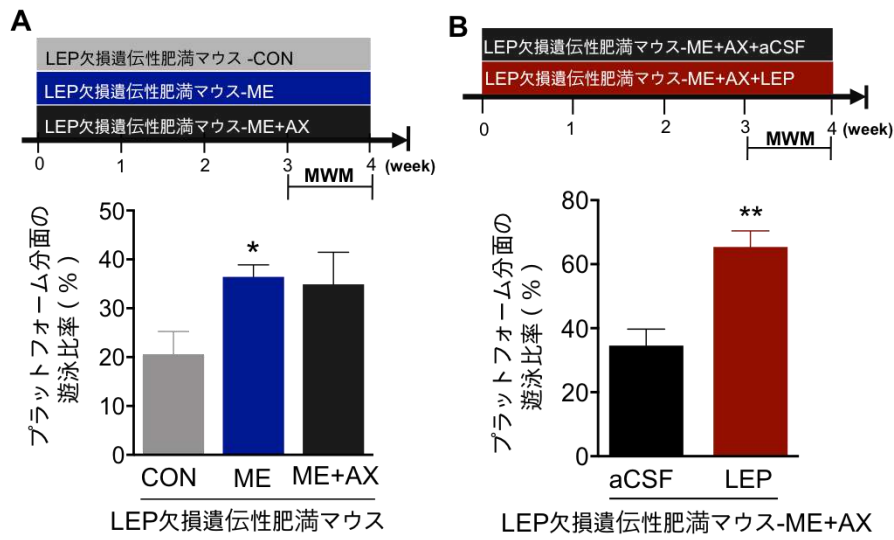 A
LEP欠損遺伝性肥満マウス -CON
LEP欠損遺伝性肥満マウス-ME
LEP欠損遺伝性肥満マウス-ME+AX
0 1 2 3 4 (week)
MWM
プラットフォーム分面の
遊泳比率(%)
50
40
30
20
10
0
*
CON ME ME+AX
LEP欠損遺伝性肥満マウス
B
LEP欠損遺伝性肥満マウス-ME+AX+aCSF
LEP欠損遺伝性肥満マウス-ME+AX+LEP
0 1 2 3 4 (week)
MWM
プラットフォーム分面の
遊泳比率(%)
80
60
40
20
0
**
aCSF LEP
LEP欠損遺伝性肥満マウス-ME+AX